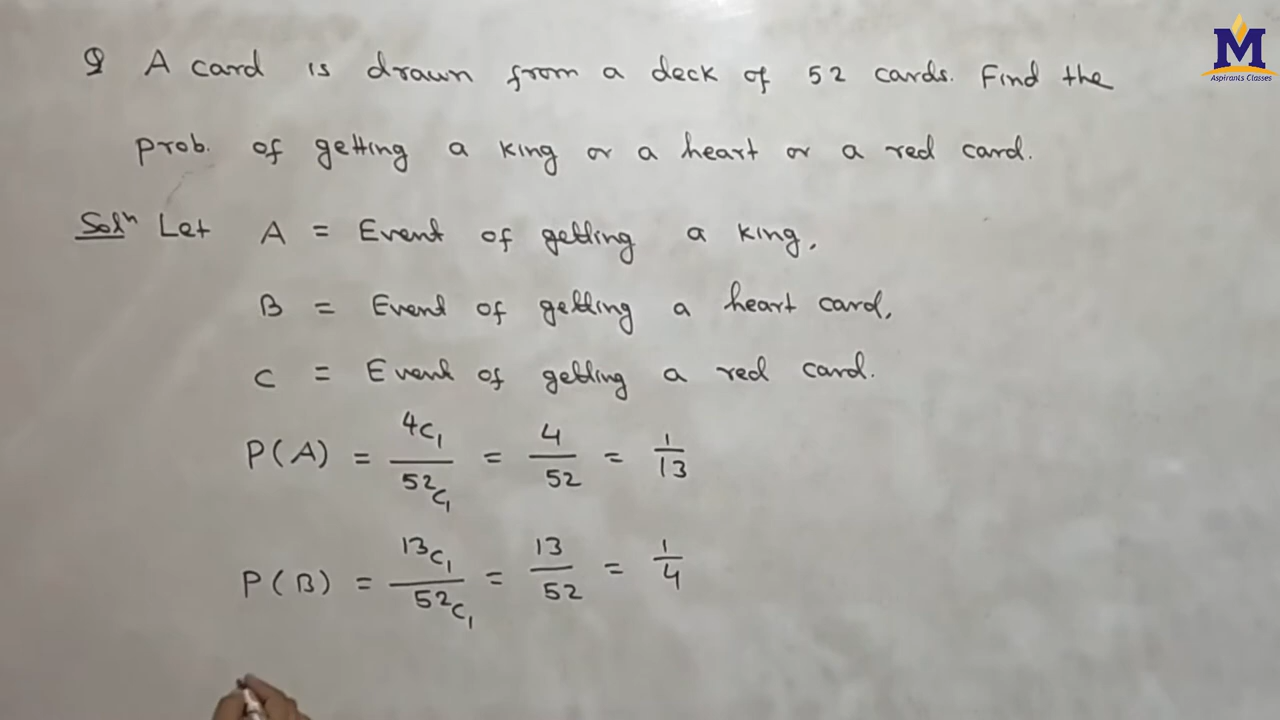 Q A card is drawn from a deck of 52 cards. Find the
prob. of getting a king or a heart or a red card.
Solⁿ Let A = Event of getting a king,
B = Event of getting a heart card,
C = Event of getting a red card.
P(A) = 4C₁ / 52C₁ = 4/52 = 1/13
P(B) = 13C₁ / 52C₁ = 13/52 = 1/4
M
Aspirants Classes